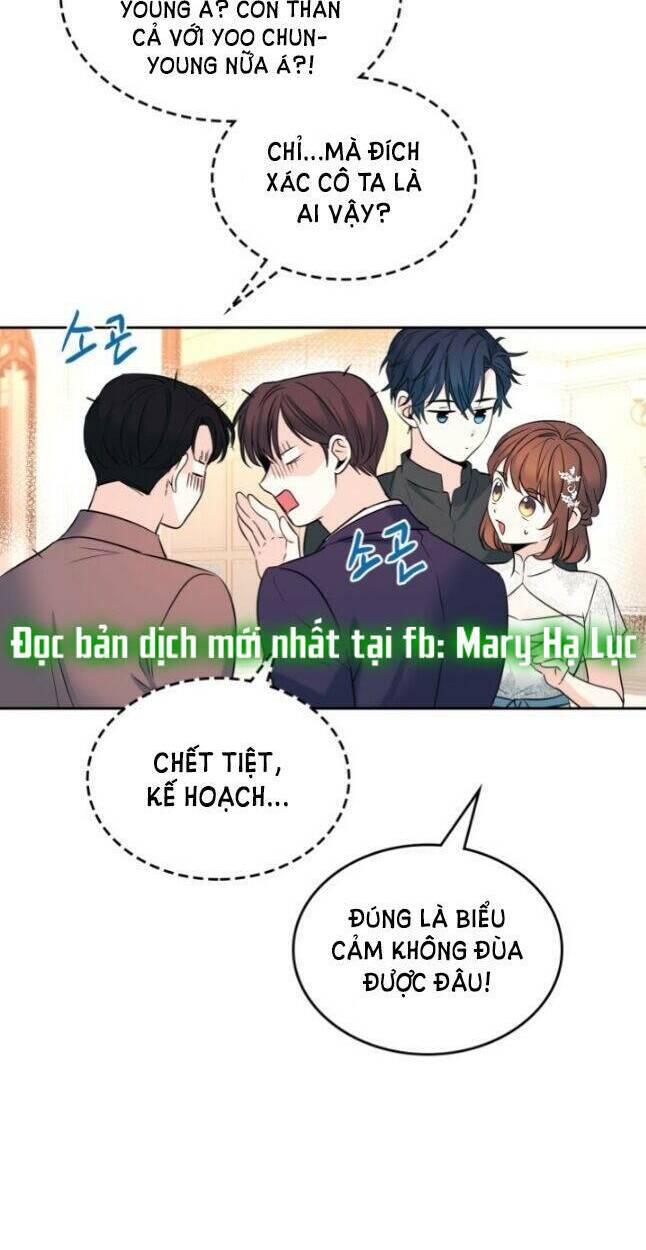 YOUNG Á? CÒN THÂN
CẢ VỚI YOO CHUN-
YOUNG NỮA Á?!
CHỈ...MÀ ĐÍCH
XÁC CÔ TA LÀ
AI VẬY?
소곤
소곤
Đọc bản dịch mới nhất tại fb: Mary Hạ Lục
CHẾT TIỆT,
KẾ HOẠCH...
ĐÚNG LÀ BIỂU
CẢM KHÔNG ĐÙA
ĐƯỢC ĐÂU!